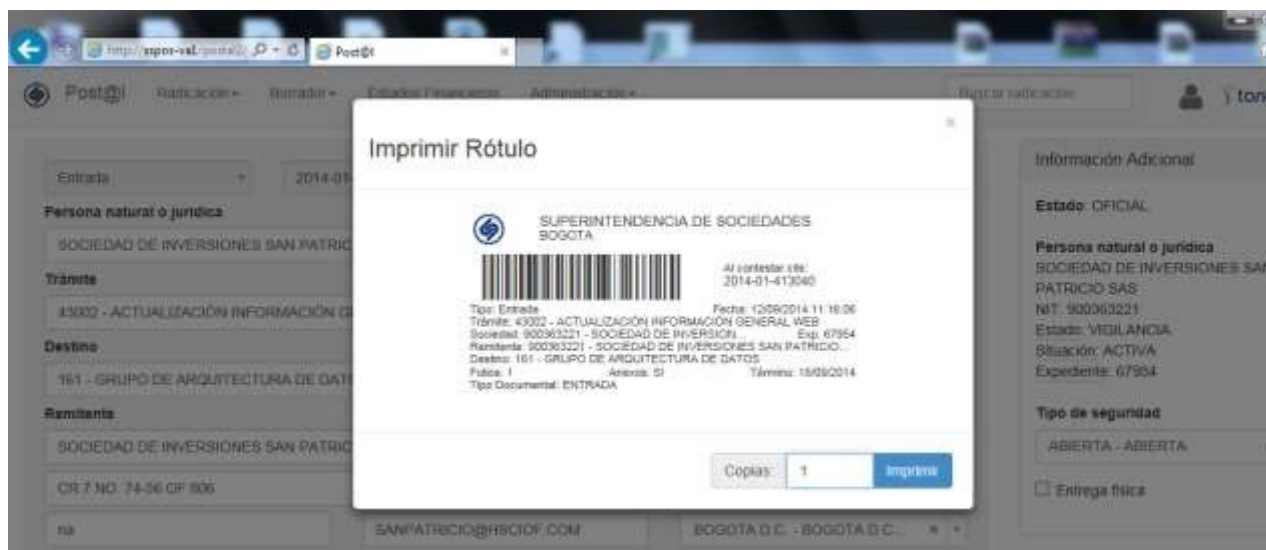 Post@l
Post@l Radicación Borrador Estados Financieros Administración Buscar radicación
Imprimir Rótulo
Información Adicional
Entrada 2014-01-
Persona natural o jurídica
SOCIEDAD DE INVERSIONES SAN PATRIC
Trámite
43002 - ACTUALIZACIÓN INFORMACIÓN G
Destino
161 - GRUPO DE ARQUITECTURA DE DAT
Remitente
SOCIEDAD DE INVERSIONES SAN PATRIC
CR 7 NO. 74-56 OF 806
na
SUPERINTENDENCIA DE SOCIEDADES
BOGOTA
Al contestar cite:
2014-01-413040
Tipo: Entrada Fecha: 12/09/2014 11:16:06
Trámite: 43002 - ACTUALIZACIÓN INFORMACIÓN GENERAL WEB
Sociedad: 900363221 - SOCIEDAD DE INVERSION... Exp. 67954
Remitente: 900363221 - SOCIEDAD DE INVERSIONES SAN PATRICIO...
Destino: 161 - GRUPO DE ARQUITECTURA DE DATOS
Folios: 1 Anexos: SI Término: 15/09/2014
Tipo Documental: ENTRADA
Copias: 1 Imprimir
BOGOTA D.C. - BOGOTA D.C...
Estado: OFICIAL
Persona natural o jurídica
SOCIEDAD DE INVERSIONES SAN
PATRICIO SAS
NIT: 900363221
Estado: VIGILANCIA
Situación: ACTIVA
Expediente: 67954
Tipo de seguridad
ABIERTA - ABIERTA
Entrega física